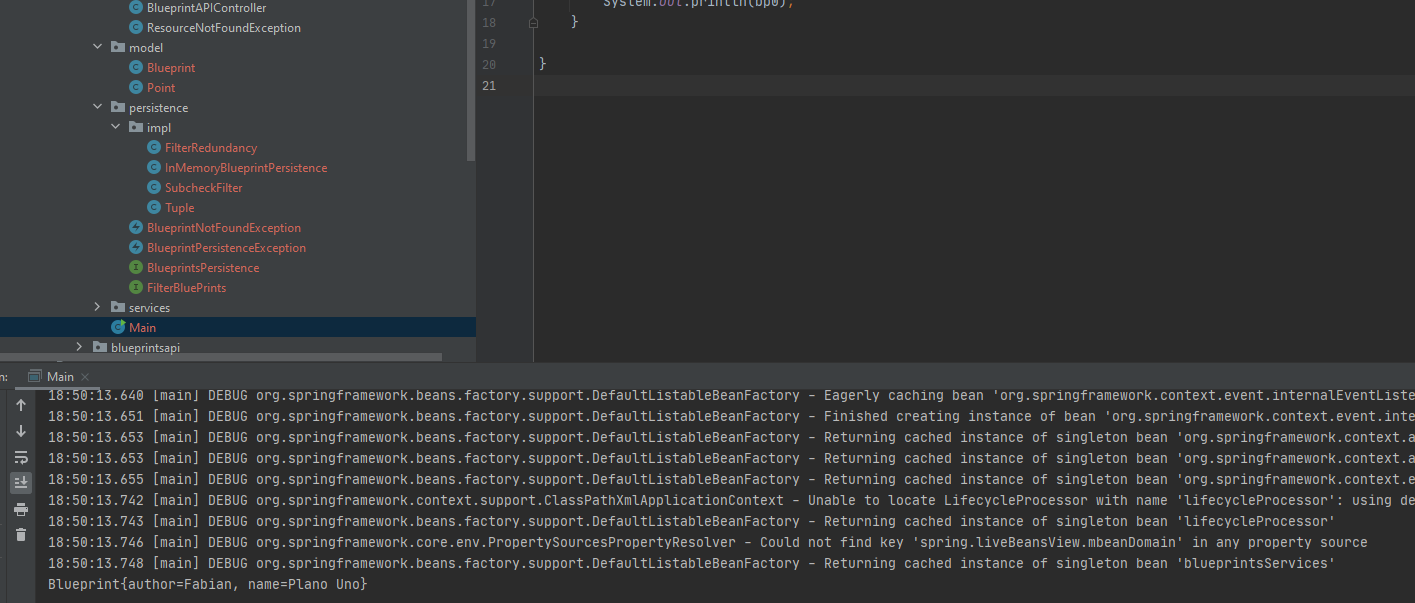 BlueprintAPIController
ResourceNotFoundException
model
Blueprint
Point
persistence
impl
FilterRedundancy
InMemoryBlueprintPersistence
SubcheckFilter
Tuple
BlueprintNotFoundException
BlueprintPersistenceException
BlueprintsPersistence
FilterBluePrints
services
Main
blueprintsapi
17 System.out.println(bp0);
18 }
19
20 }
21
n: Main ×
18:50:13.640 [main] DEBUG org.springframework.beans.factory.support.DefaultListableBeanFactory - Eagerly caching bean 'org.springframework.context.event.internalEventListe
18:50:13.651 [main] DEBUG org.springframework.beans.factory.support.DefaultListableBeanFactory - Finished creating instance of bean 'org.springframework.context.event.inte
18:50:13.653 [main] DEBUG org.springframework.beans.factory.support.DefaultListableBeanFactory - Returning cached instance of singleton bean 'org.springframework.context.a
18:50:13.653 [main] DEBUG org.springframework.beans.factory.support.DefaultListableBeanFactory - Returning cached instance of singleton bean 'org.springframework.context.a
18:50:13.655 [main] DEBUG org.springframework.beans.factory.support.DefaultListableBeanFactory - Returning cached instance of singleton bean 'org.springframework.context.e
18:50:13.742 [main] DEBUG org.springframework.context.support.ClassPathXmlApplicationContext - Unable to locate LifecycleProcessor with name 'lifecycleProcessor': using de
18:50:13.743 [main] DEBUG org.springframework.beans.factory.support.DefaultListableBeanFactory - Returning cached instance of singleton bean 'lifecycleProcessor'
18:50:13.746 [main] DEBUG org.springframework.core.env.PropertySourcesPropertyResolver - Could not find key 'spring.liveBeansView.mbeanDomain' in any property source
18:50:13.748 [main] DEBUG org.springframework.beans.factory.support.DefaultListableBeanFactory - Returning cached instance of singleton bean 'blueprintsServices'
Blueprint{author=Fabian, name=Plano Uno}